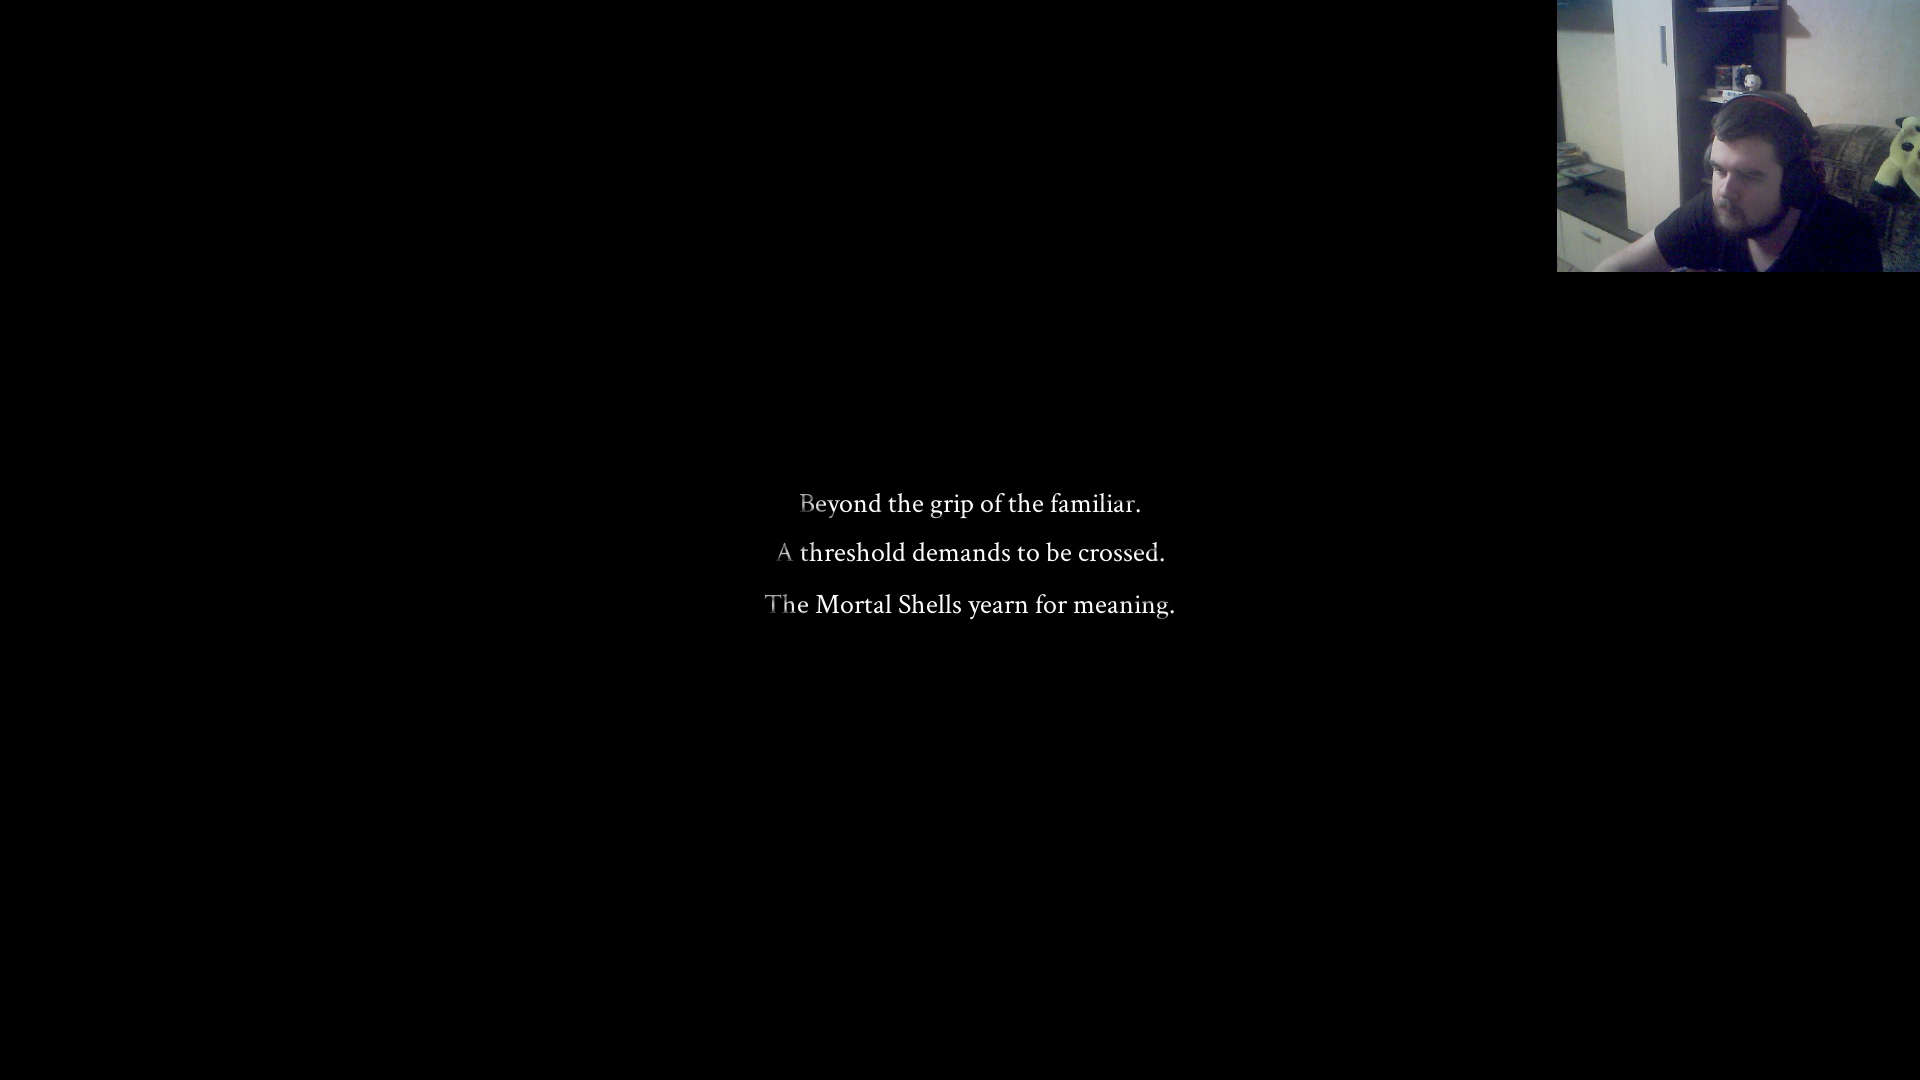 Beyond the grip of the familiar.
A threshold demands to be crossed.
The Mortal Shells yearn for meaning.